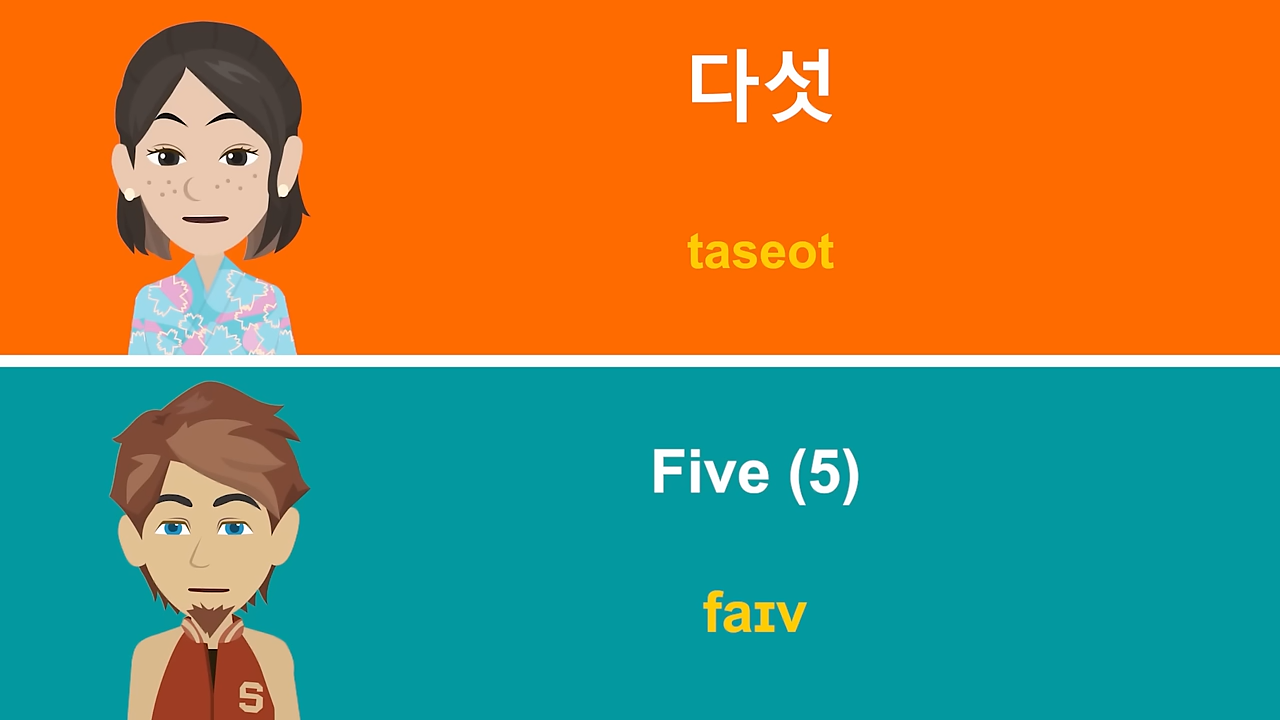 다섯
taseot
Five (5)
faɪv
S